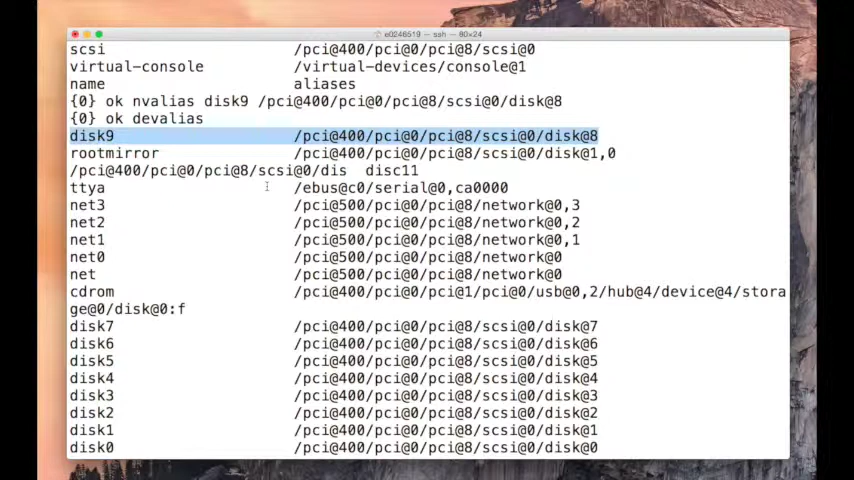 e0246519 — ssh — 80×24
scsi /pci@400/pci@0/pci@8/scsi@0
virtual-console /virtual-devices/console@1
name aliases
{0} ok nvalias disk9 /pci@400/pci@0/pci@8/scsi@0/disk@8
{0} ok devalias
disk9 /pci@400/pci@0/pci@8/scsi@0/disk@8
rootmirror /pci@400/pci@0/pci@8/scsi@0/disk@1,0
/pci@400/pci@0/pci@8/scsi@0/dis disc11
ttya /ebus@c0/serial@0,ca0000
net3 /pci@500/pci@0/pci@8/network@0,3
net2 /pci@500/pci@0/pci@8/network@0,2
net1 /pci@500/pci@0/pci@8/network@0,1
net0 /pci@500/pci@0/pci@8/network@0
net /pci@500/pci@0/pci@8/network@0
cdrom /pci@400/pci@0/pci@1/pci@0/usb@0,2/hub@4/device@4/stora
ge@0/disk@0:f
disk7 /pci@400/pci@0/pci@8/scsi@0/disk@7
disk6 /pci@400/pci@0/pci@8/scsi@0/disk@6
disk5 /pci@400/pci@0/pci@8/scsi@0/disk@5
disk4 /pci@400/pci@0/pci@8/scsi@0/disk@4
disk3 /pci@400/pci@0/pci@8/scsi@0/disk@3
disk2 /pci@400/pci@0/pci@8/scsi@0/disk@2
disk1 /pci@400/pci@0/pci@8/scsi@0/disk@1
disk0 /pci@400/pci@0/pci@8/scsi@0/disk@0